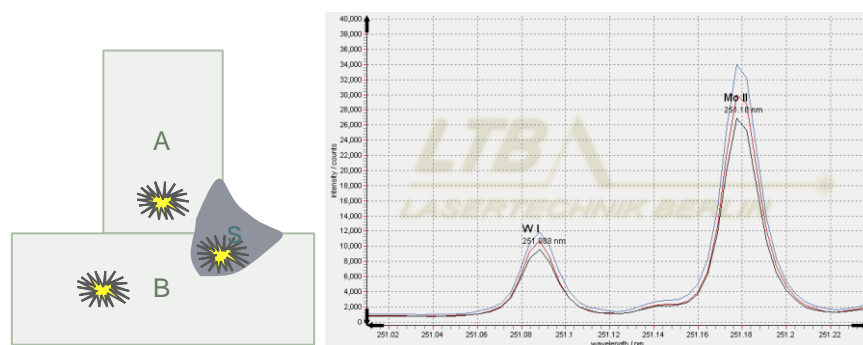 A
S
B
40,000
38,000
36,000
34,000
32,000
30,000
28,000
26,000
24,000
22,000
20,000
18,000
16,000
14,000
12,000
10,000
8,000
6,000
4,000
2,000
0
intensity / counts
Mo II
251.18 nm
LTB
LASERTECHNIK BERLIN
W I
251.088 nm
251.02 251.04 251.06 251.08 251.1 251.12 251.14 251.16 251.18 251.2 251.22
wavelength / nm